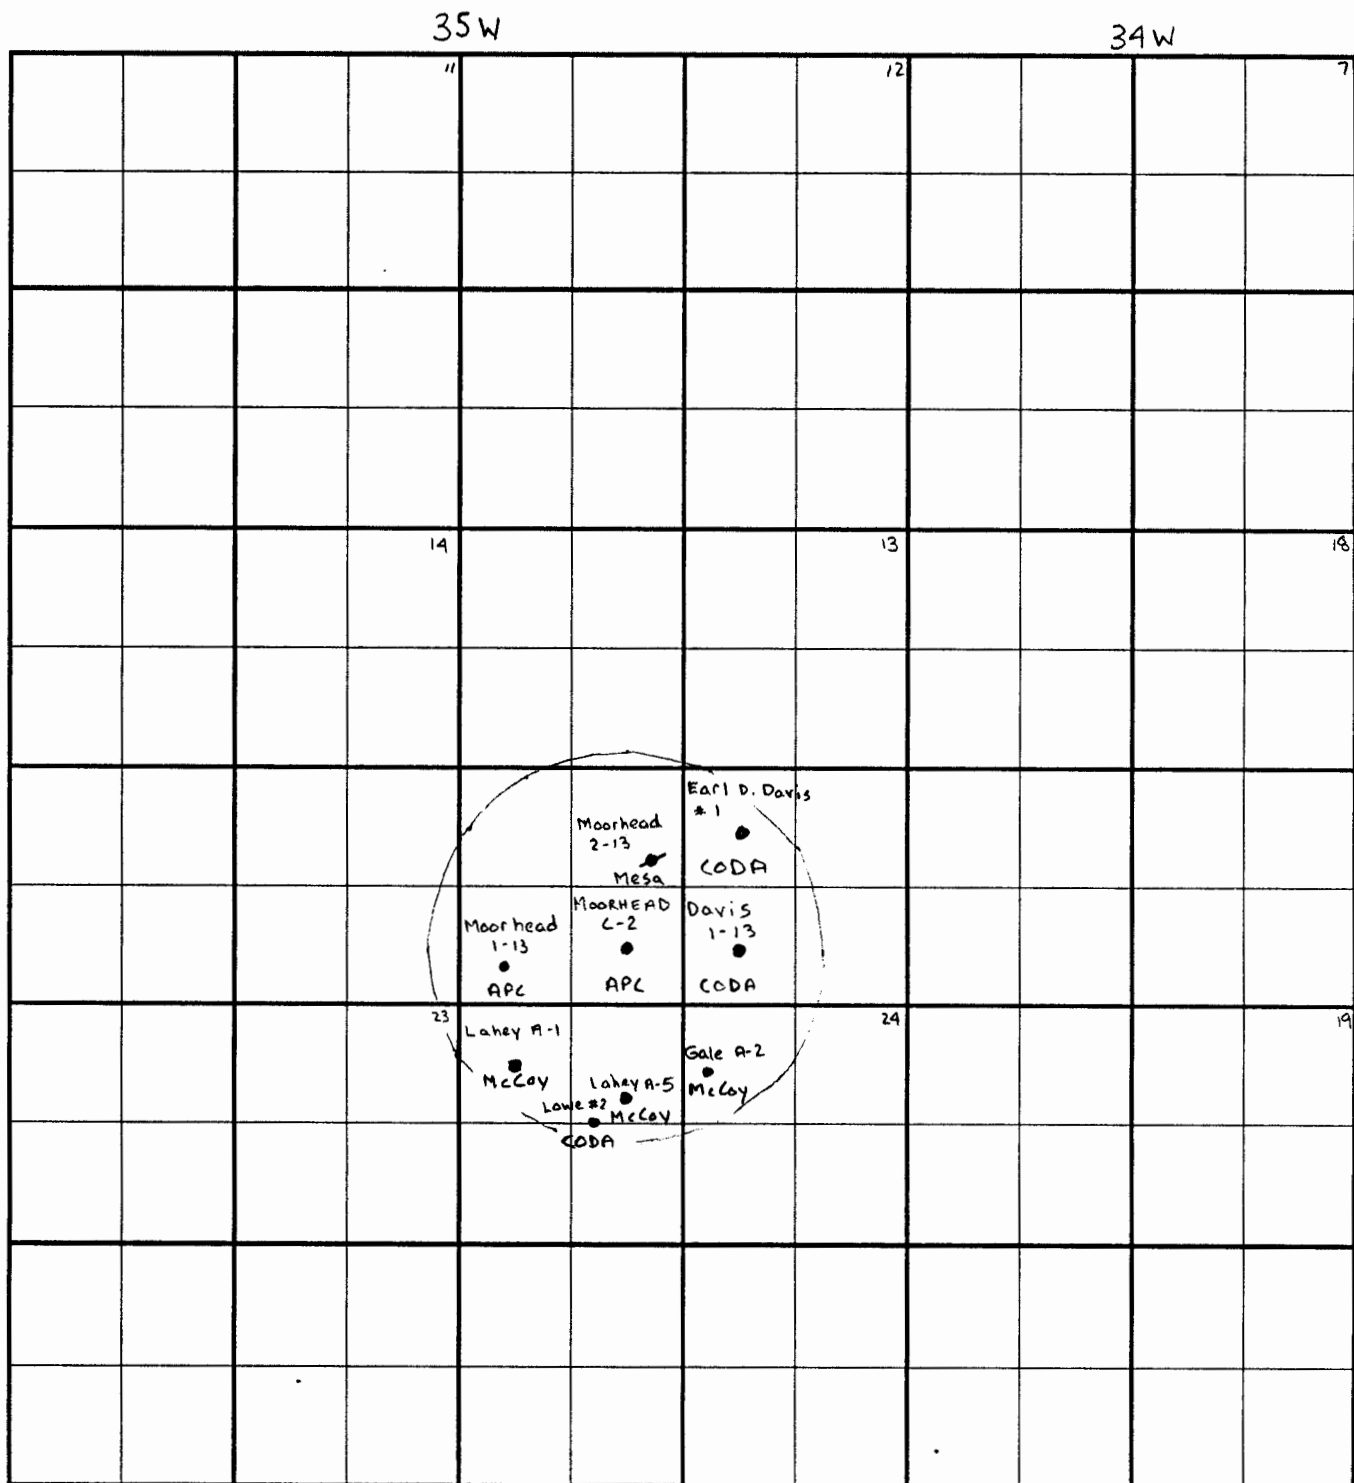 35W
34W
11
12
7
14
13
18
Earl D. Davis
# 1
CODA
Moorhead
2-13
Mesa
Moorhead
1-13
APC
MOORHEAD
C-2
APC
Davis
1-13
CODA
23
24
19
Lahey A-1
McCoy
Lahey A-5
McCoy
Gale A-2
McCoy
Lowe #2
CODA